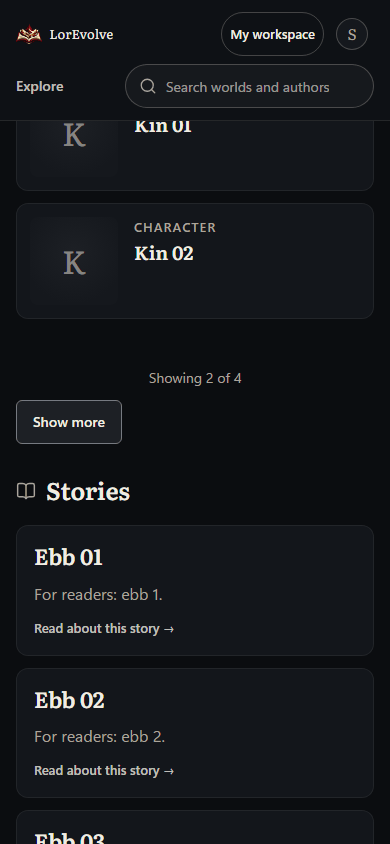 LorEvolve
My workspace
S
Explore
Search worlds and authors
K
Kin 01
K
CHARACTER
Kin 02
Showing 2 of 4
Show more
Stories
Ebb 01
For readers: ebb 1.
Read about this story →
Ebb 02
For readers: ebb 2.
Read about this story →
Ebb 03